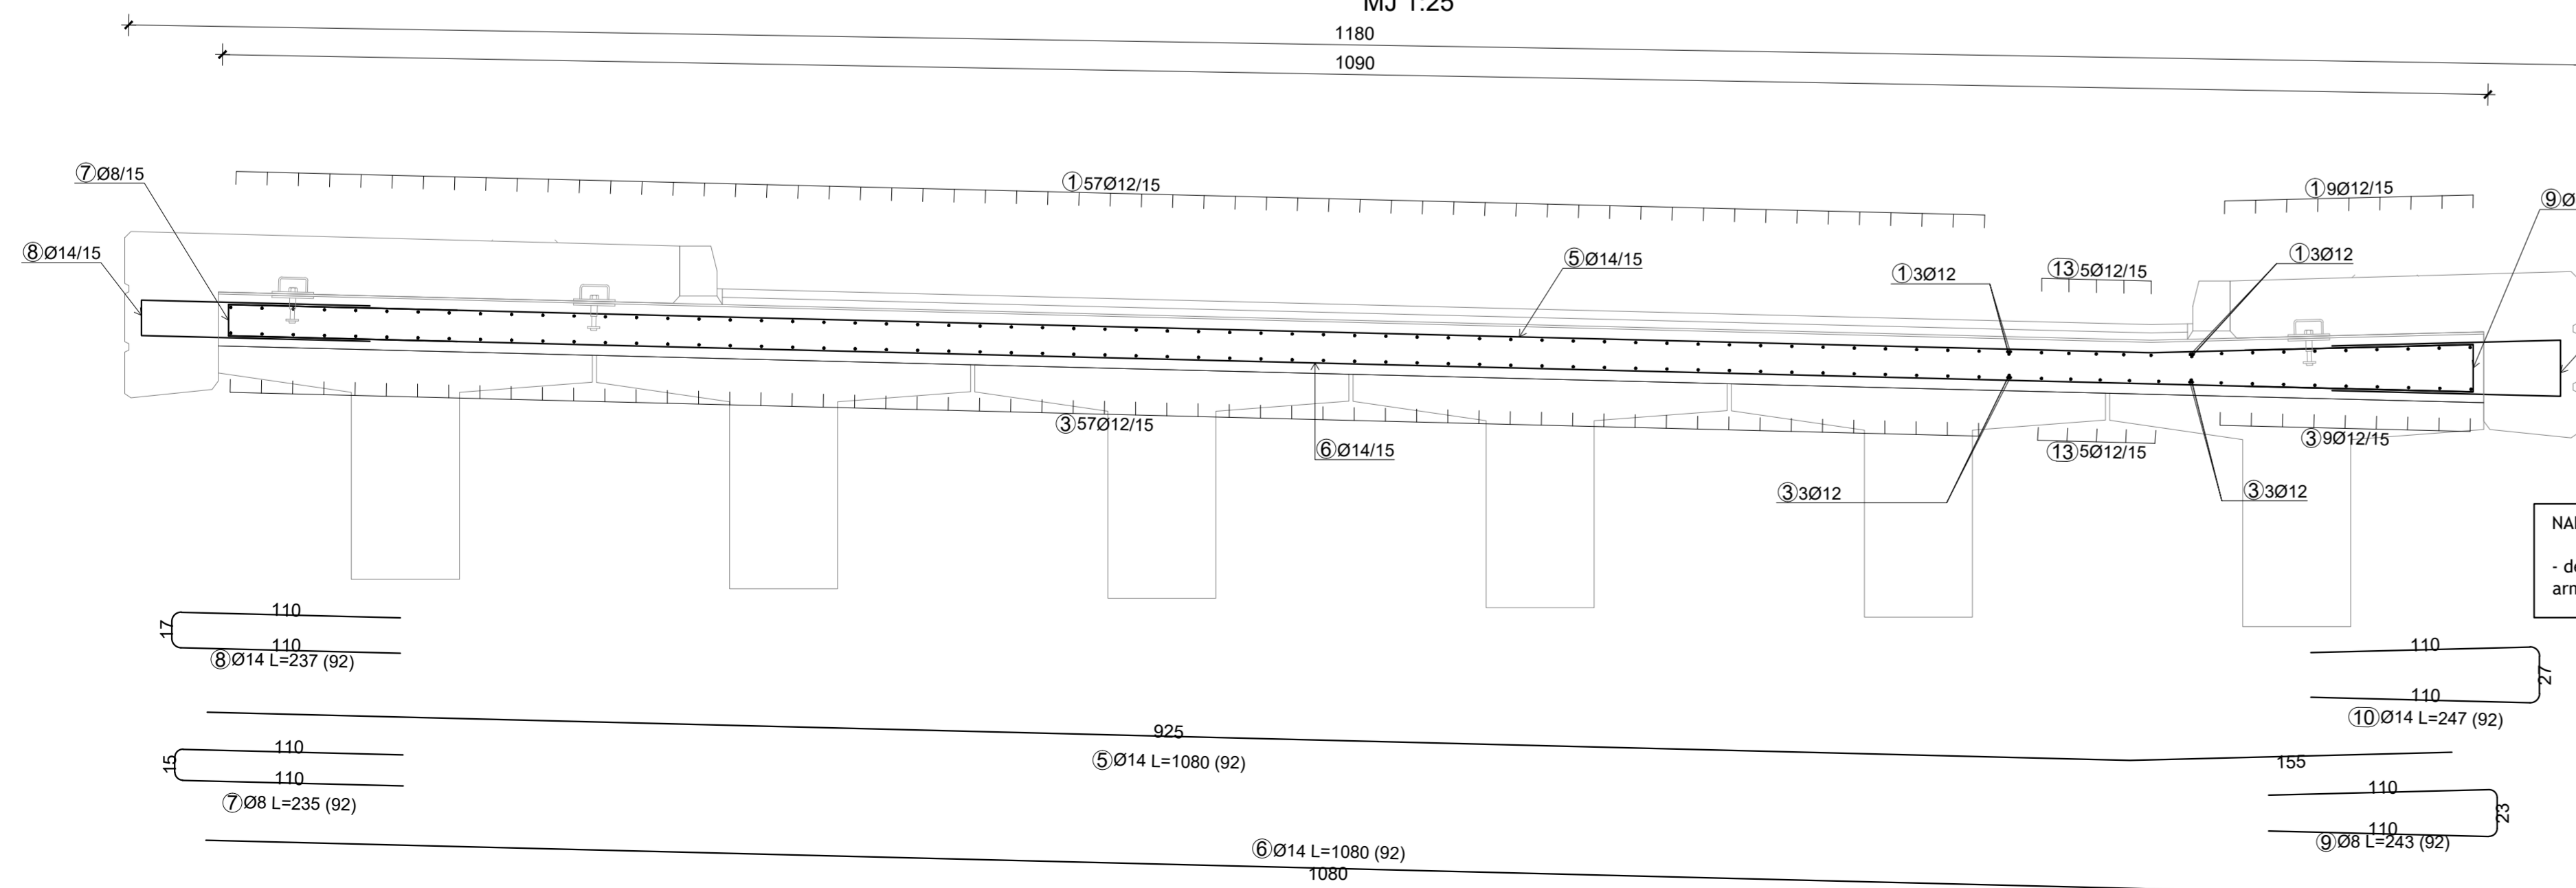 MJ 1:25
1180
1090
⑦Ø8/15
①57Ø12/15
①9Ø12/15
⑨Ø
⑧Ø14/15
⑤Ø14/15
①3Ø12
⑬5Ø12/15
①3Ø12
③57Ø12/15
⑥Ø14/15
⑬5Ø12/15
③9Ø12/15
③3Ø12
③3Ø12
110
17
110
⑧Ø14 L=237 (92)
110
27
110
⑩Ø14 L=247 (92)
925
155
⑤Ø14 L=1080 (92)
110
15
110
⑦Ø8 L=235 (92)
110
23
110
⑨Ø8 L=243 (92)
⑥Ø14 L=1080 (92)
1080